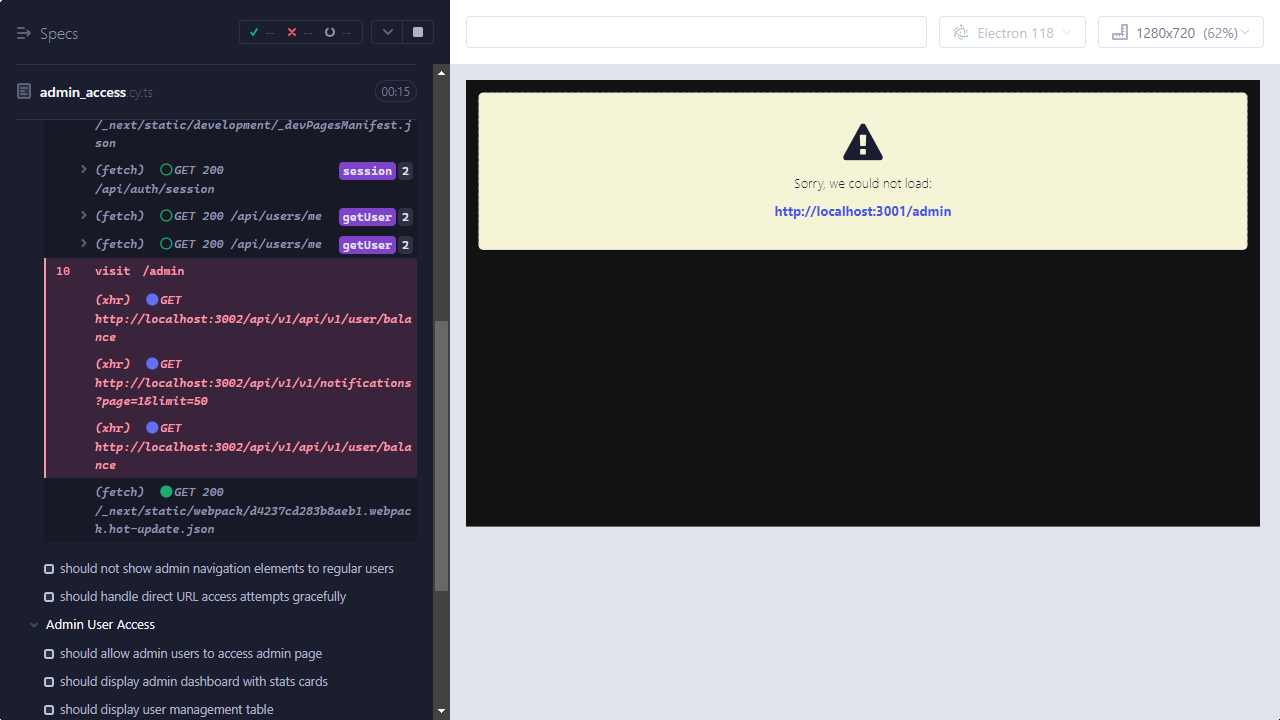 Specs
-- -- --
Electron 118
1280x720 (62%)
admin_access.cy.ts
00:15
/_next/static/development/_devPagesManifest.j
son
(fetch) GET 200 session 2
/api/auth/session
(fetch) GET 200 /api/users/me getUser 2
(fetch) GET 200 /api/users/me getUser 2
10 visit /admin
(xhr) GET
http://localhost:3002/api/v1/api/v1/user/bala
nce
(xhr) GET
http://localhost:3002/api/v1/v1/notifications
?page=1&limit=50
(xhr) GET
http://localhost:3002/api/v1/api/v1/user/bala
nce
(fetch) GET 200
/_next/static/webpack/d4237cd283b8aeb1.webpac
k.hot-update.json
should not show admin navigation elements to regular users
should handle direct URL access attempts gracefully
Admin User Access
should allow admin users to access admin page
should display admin dashboard with stats cards
should display user management table
Sorry, we could not load:
http://localhost:3001/admin